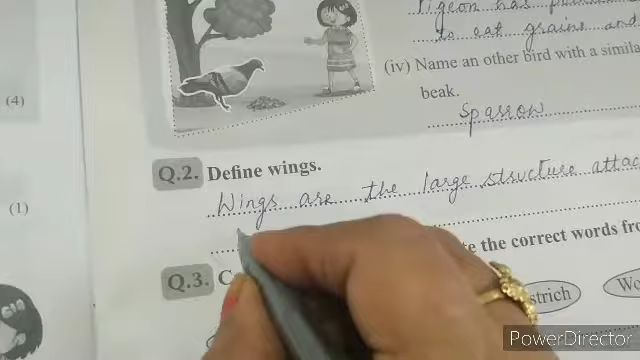 Pigeon has
to eat grains and
(iv) Name an other bird with a simila
beak.
Sparrow
(4)
Q.2. Define wings.
Wings are the large structure attac
(1)
te the correct words fro
Q.3. C
strich
Wo
PowerDirector